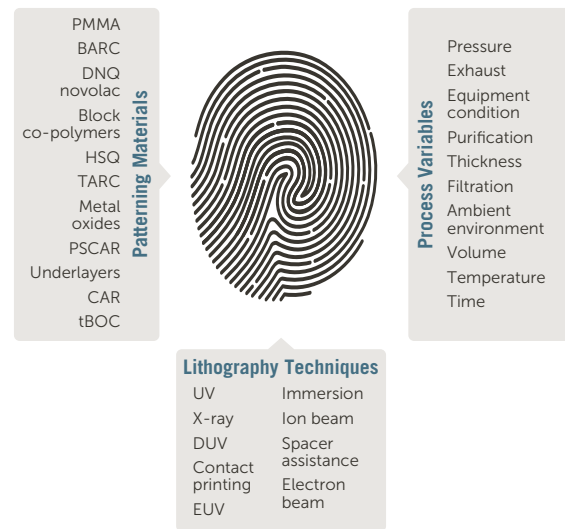 PMMA
BARC
DNQ
novolac
Block
co-polymers
HSQ
TARC
Metal
oxides
PSCAR
Underlayers
CAR
tBOC
Patterning Materials
Process Variables
Pressure
Exhaust
Equipment
condition
Purification
Thickness
Filtration
Ambient
environment
Volume
Temperature
Time
Lithography Techniques
UV
X-ray
DUV
Contact
printing
EUV
Immersion
Ion beam
Spacer
assistance
Electron
beam